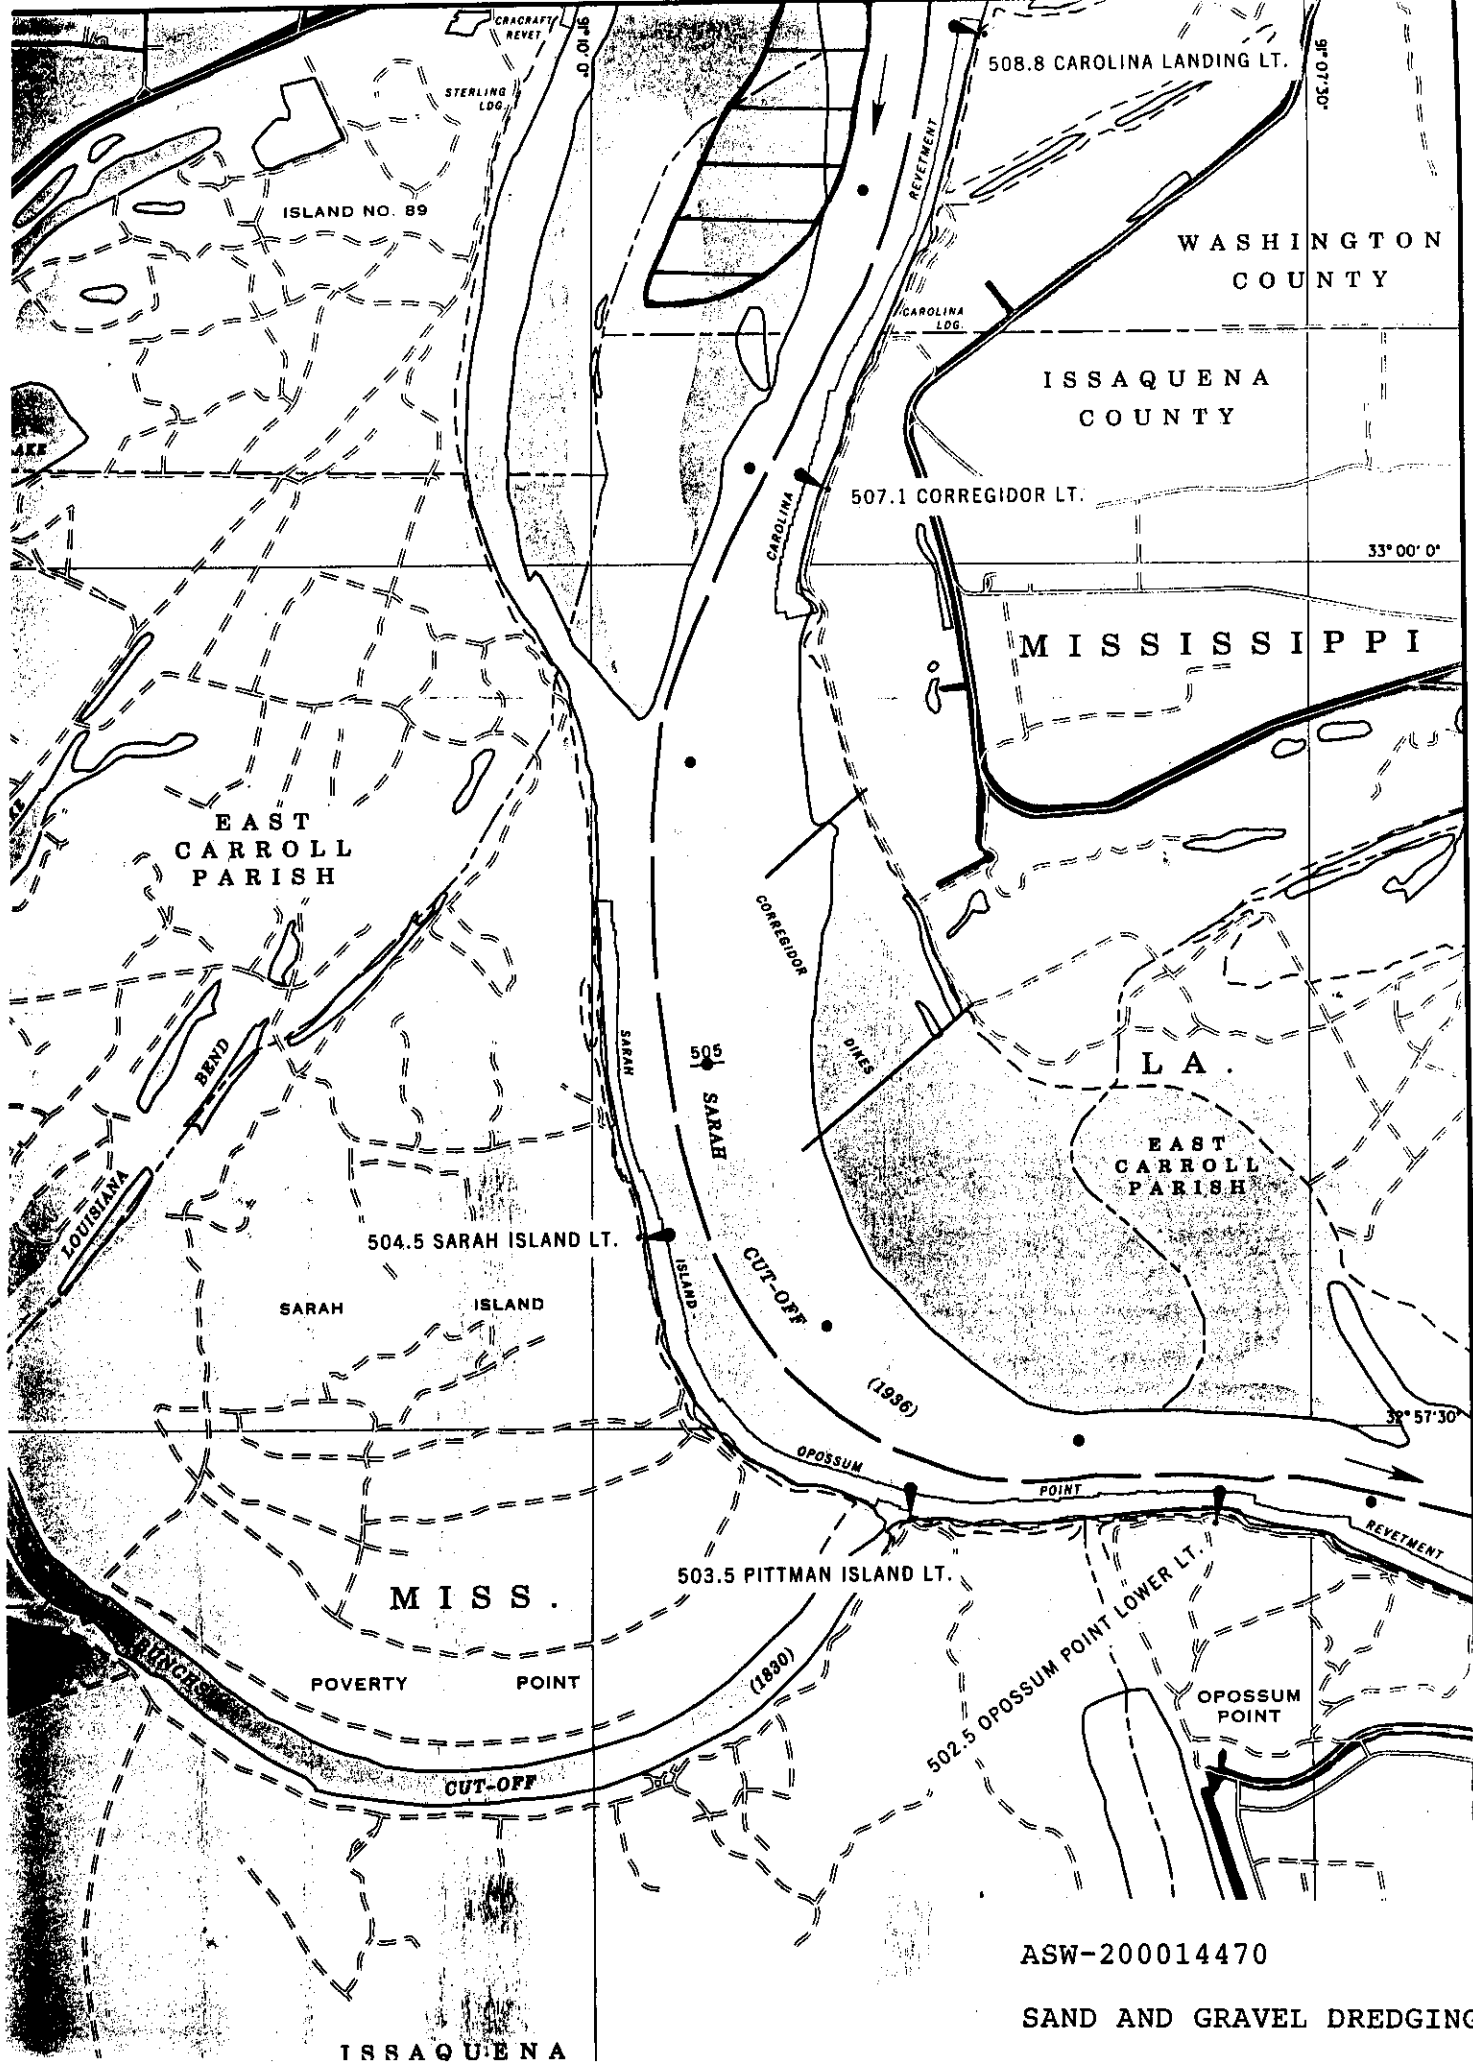 CRACRAFT
REVET
91° 10' 0"
508.8 CAROLINA LANDING LT.
91° 07' 30"
STERLING
LDG.
REVETMENT
ISLAND NO. 89
WASHINGTON
COUNTY
CAROLINA
LDG.
ISSAQUENA
COUNTY
507.1 CORREGIDOR LT.
CAROLINA
33° 00' 0"
MISSISSIPPI
EAST
CARROLL
PARISH
CORREGIDOR
DIKES
SARAH
505
BEND
LA.
SARAH
EAST
CARROLL
PARISH
LOUISIANA
504.5 SARAH ISLAND LT.
ISLAND
CUT-OFF
SARAH ISLAND
(1936)
32° 57' 30"
OPOSSUM
POINT
REVETMENT
503.5 PITTMAN ISLAND LT.
MISS.
502.5 OPOSSUM POINT LOWER LT.
POVERTY POINT
(1830)
OPOSSUM
POINT
CUT-OFF
ASW-200014470
SAND AND GRAVEL DREDGING
ISSAQUENA